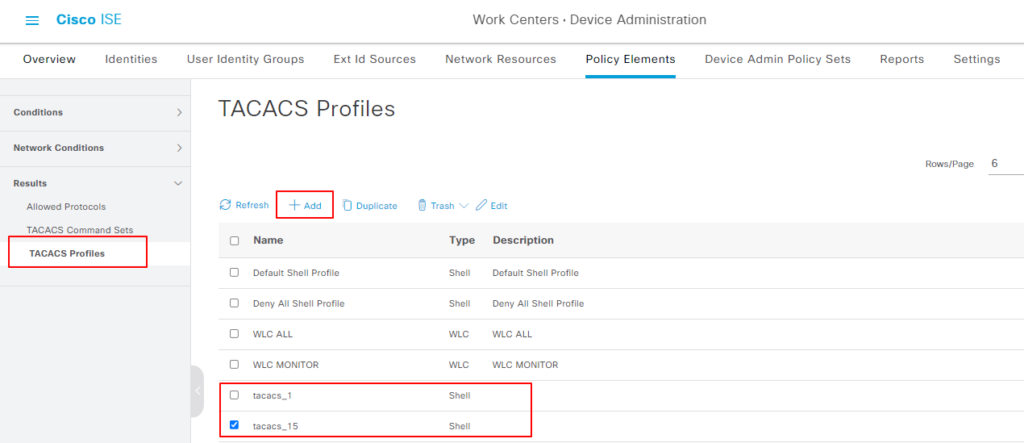 Cisco ISE
Work Centers · Device Administration
Overview Identities User Identity Groups Ext Id Sources Network Resources Policy Elements Device Admin Policy Sets Reports Settings
Conditions
Network Conditions
Results
Allowed Protocols
TACACS Command Sets
TACACS Profiles
TACACS Profiles
Rows/Page 6
Refresh Add Duplicate Trash Edit
Name Type Description
Default Shell Profile Shell Default Shell Profile
Deny All Shell Profile Shell Deny All Shell Profile
WLC ALL WLC WLC ALL
WLC MONITOR WLC WLC MONITOR
tacacs_1 Shell
tacacs_15 Shell